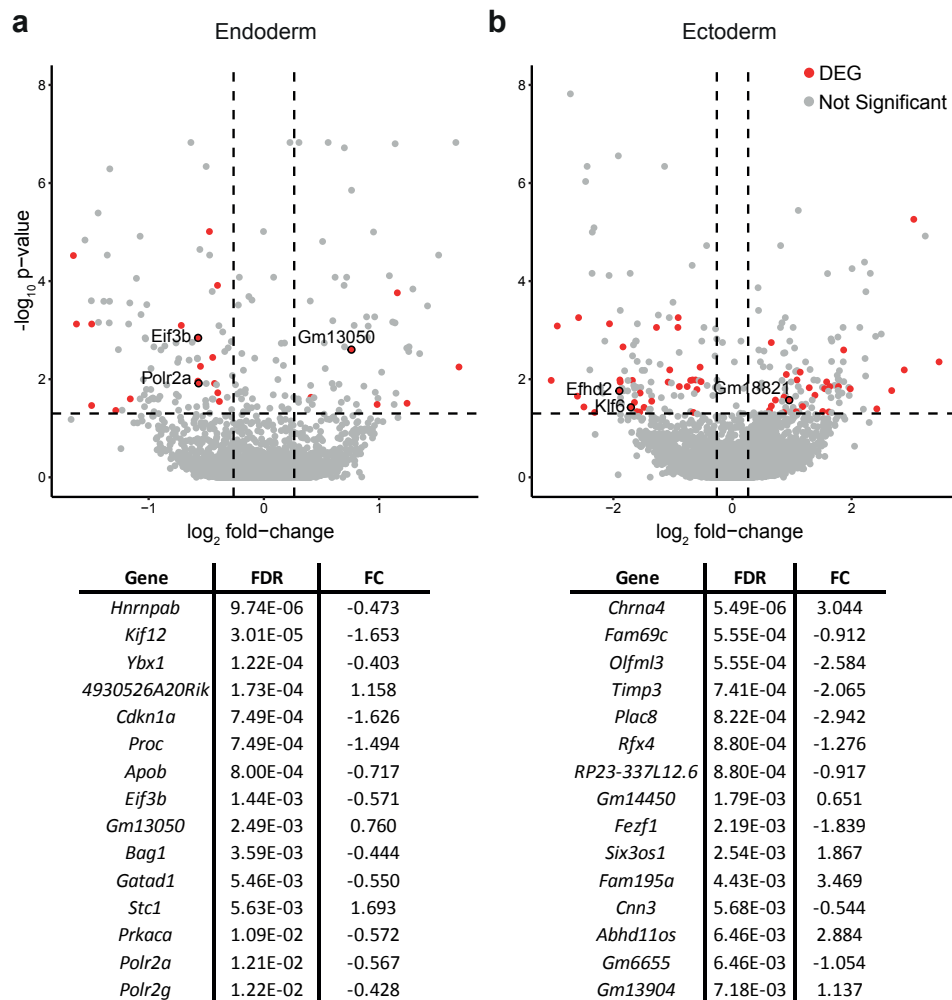 a
Endoderm
8
6
4
2
0
-log10 p-value
Eif3b
Gm13050
Polr2a
−1
0
1
log2 fold−change
Gene FDR FC
Hnrnpab 9.74E-06 -0.473
Kif12 3.01E-05 -1.653
Ybx1 1.22E-04 -0.403
4930526A20Rik 1.73E-04 1.158
Cdkn1a 7.49E-04 -1.626
Proc 7.49E-04 -1.494
Apob 8.00E-04 -0.717
Eif3b 1.44E-03 -0.571
Gm13050 2.49E-03 0.760
Bag1 3.59E-03 -0.444
Gatad1 5.46E-03 -0.550
Stc1 5.63E-03 1.693
Prkaca 1.09E-02 -0.572
Polr2a 1.21E-02 -0.567
Polr2g 1.22E-02 -0.428
b
Ectoderm
DEG
Not Significant
8
6
4
2
0
Efhd2
Gm18821
Klf6
−2
0
2
log2 fold−change
Gene FDR FC
Chrna4 5.49E-06 3.044
Fam69c 5.55E-04 -0.912
Olfml3 5.55E-04 -2.584
Timp3 7.41E-04 -2.065
Plac8 8.22E-04 -2.942
Rfx4 8.80E-04 -1.276
RP23-337L12.6 8.80E-04 -0.917
Gm14450 1.79E-03 0.651
Fezf1 2.19E-03 -1.839
Six3os1 2.54E-03 1.867
Fam195a 4.43E-03 3.469
Cnn3 5.68E-03 -0.544
Abhd11os 6.46E-03 2.884
Gm6655 6.46E-03 -1.054
Gm13904 7.18E-03 1.137